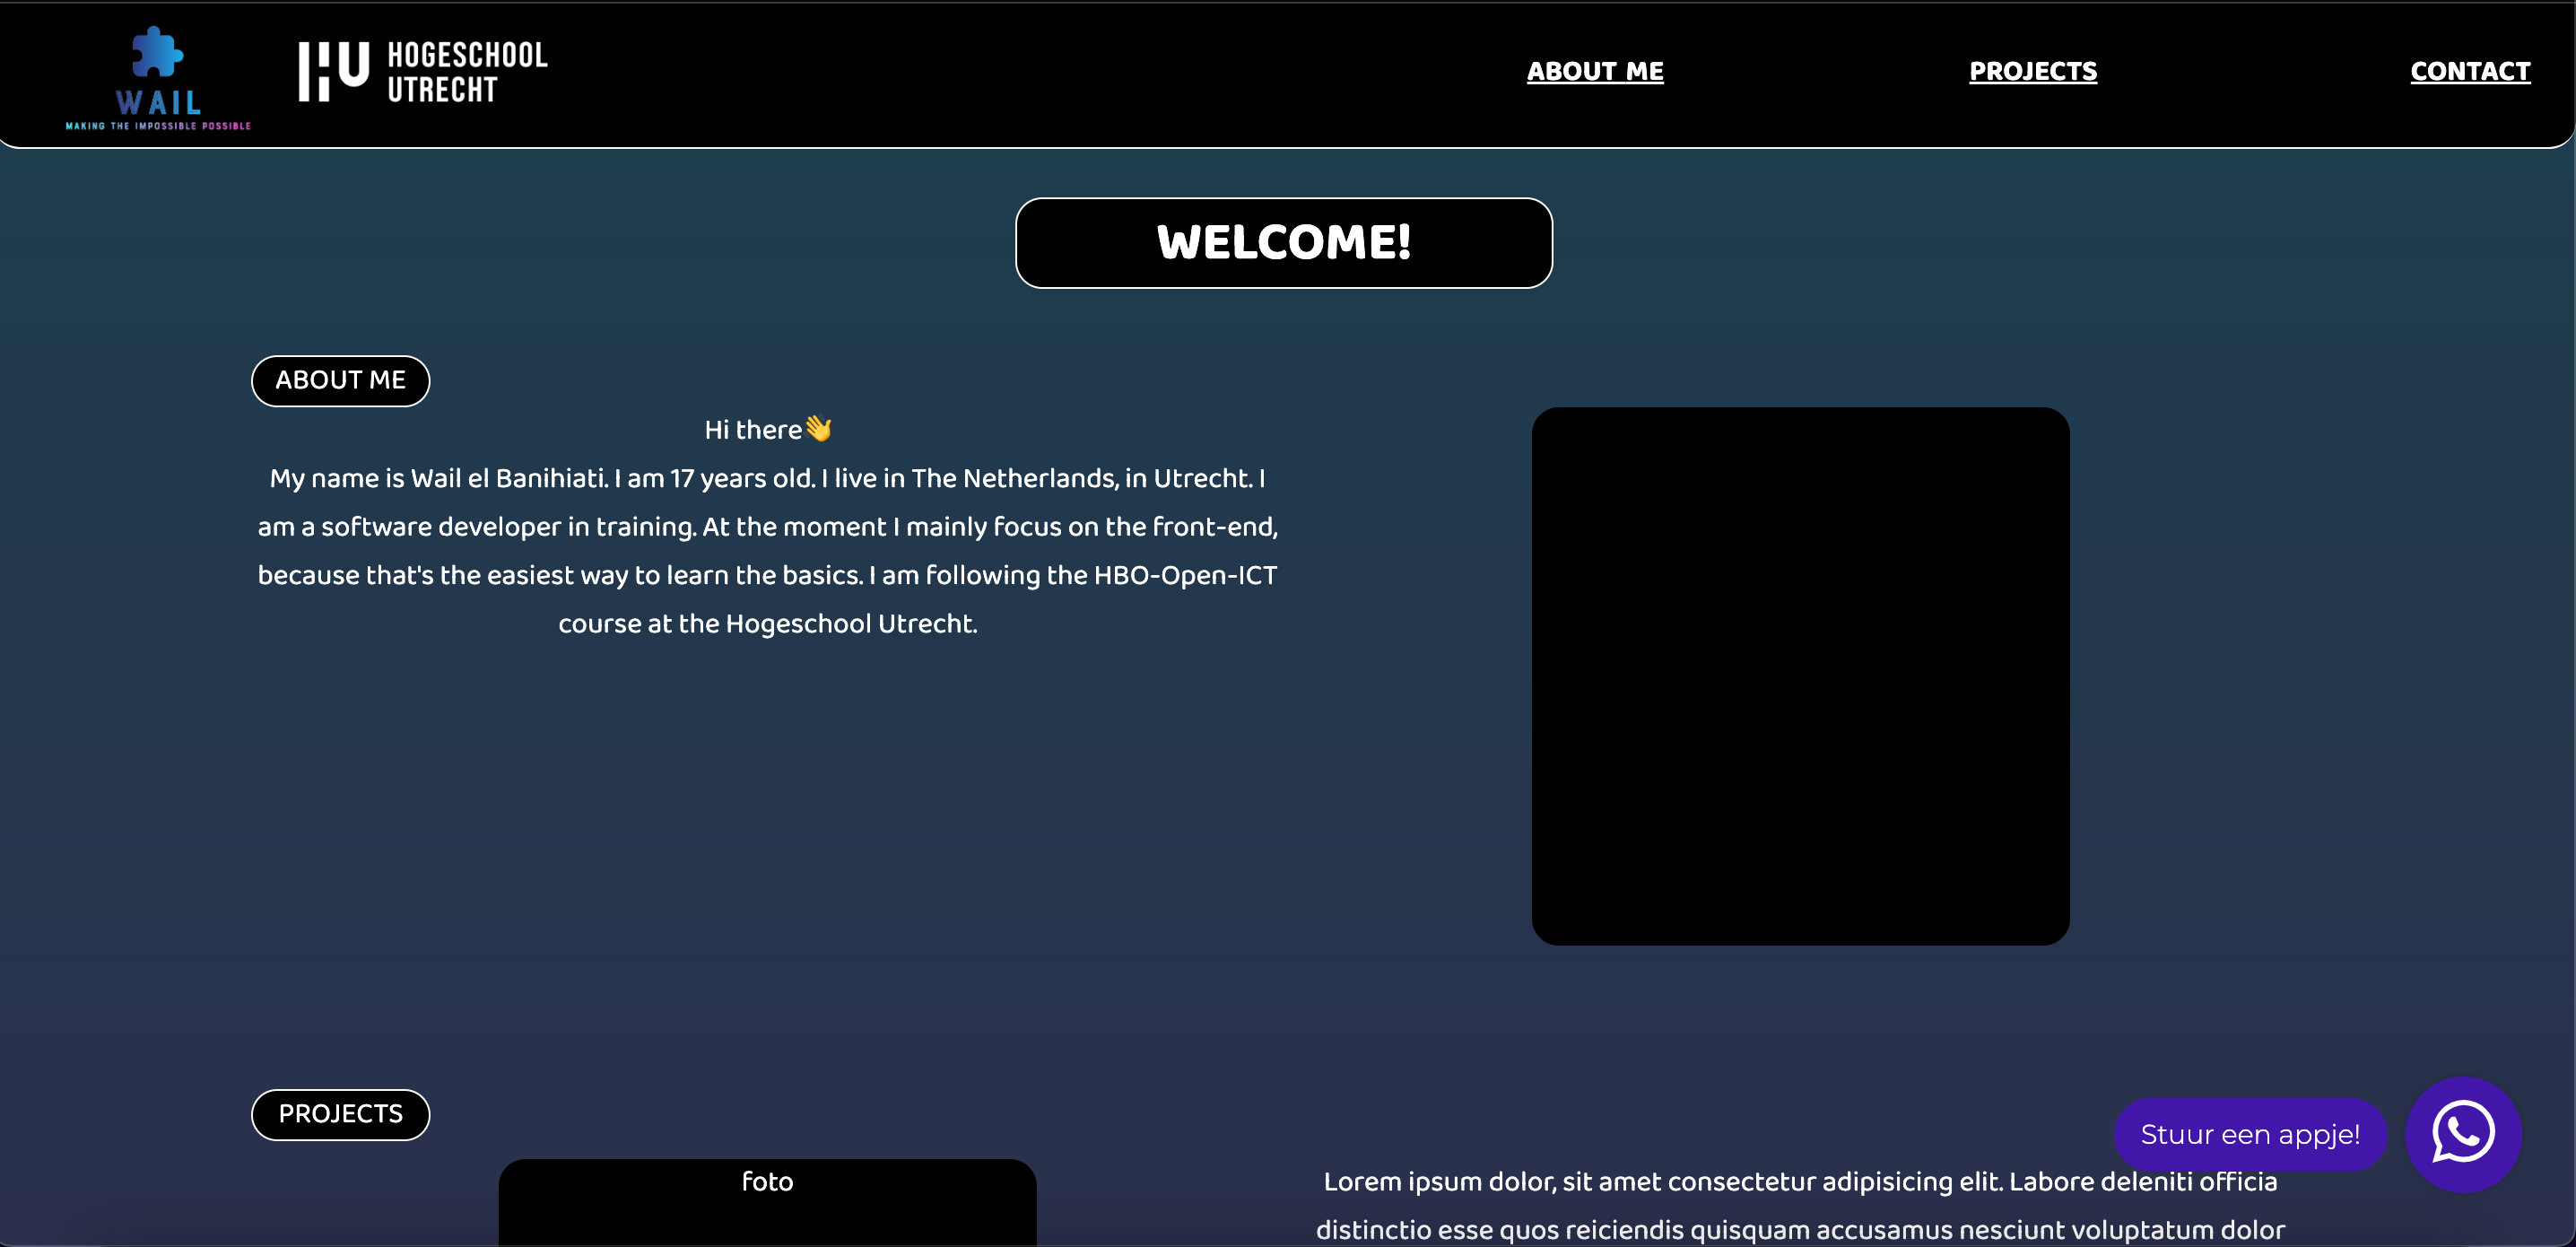 WAIL
MAKING THE IMPOSSIBLE POSSIBLE
HOGESCHOOL
UTRECHT
ABOUT ME
PROJECTS
CONTACT
WELCOME!
ABOUT ME
Hi there👋
My name is Wail el Banihiati. I am 17 years old. I live in The Netherlands, in Utrecht. I
am a software developer in training. At the moment I mainly focus on the front-end,
because that's the easiest way to learn the basics. I am following the HBO-Open-ICT
course at the Hogeschool Utrecht.
PROJECTS
Stuur een appje!
foto
Lorem ipsum dolor, sit amet consectetur adipisicing elit. Labore deleniti officia
distinctio esse quos reiciendis quisquam accusamus nesciunt voluptatum dolor